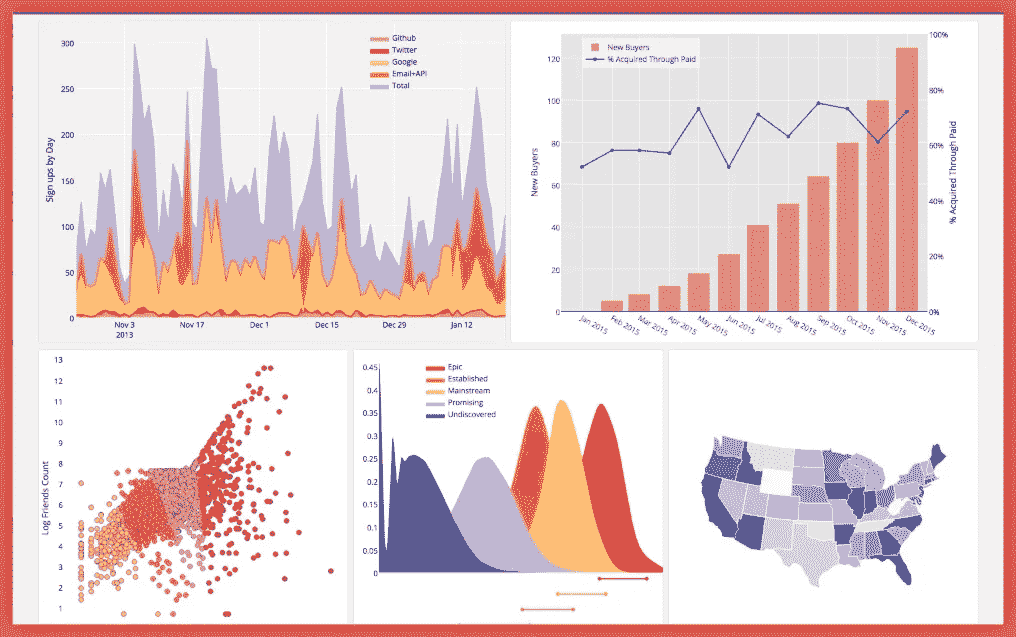 300
250
200
150
100
50
0
Sign ups by Day
Github
Twitter
Google
Email+API
Total
Nov 3
2013
Nov 17
Dec 1
Dec 15
Dec 29
Jan 12
120
100
80
60
40
20
0
New Buyers
New Buyers
% Acquired Through Paid
100%
80%
60%
40%
20%
0%
% Acquired Through Paid
Jan 2015
Feb 2015
Mar 2015
Apr 2015
May 2015
Jun 2015
Jul 2015
Aug 2015
Sep 2015
Oct 2015
Nov 2015
Dec 2015
13
12
11
10
9
8
7
6
5
4
3
2
1
Log Friends Count
0.45
0.4
0.35
0.3
0.25
0.2
0.15
0.1
0.05
0
Epic
Established
Mainstream
Promising
Undiscovered